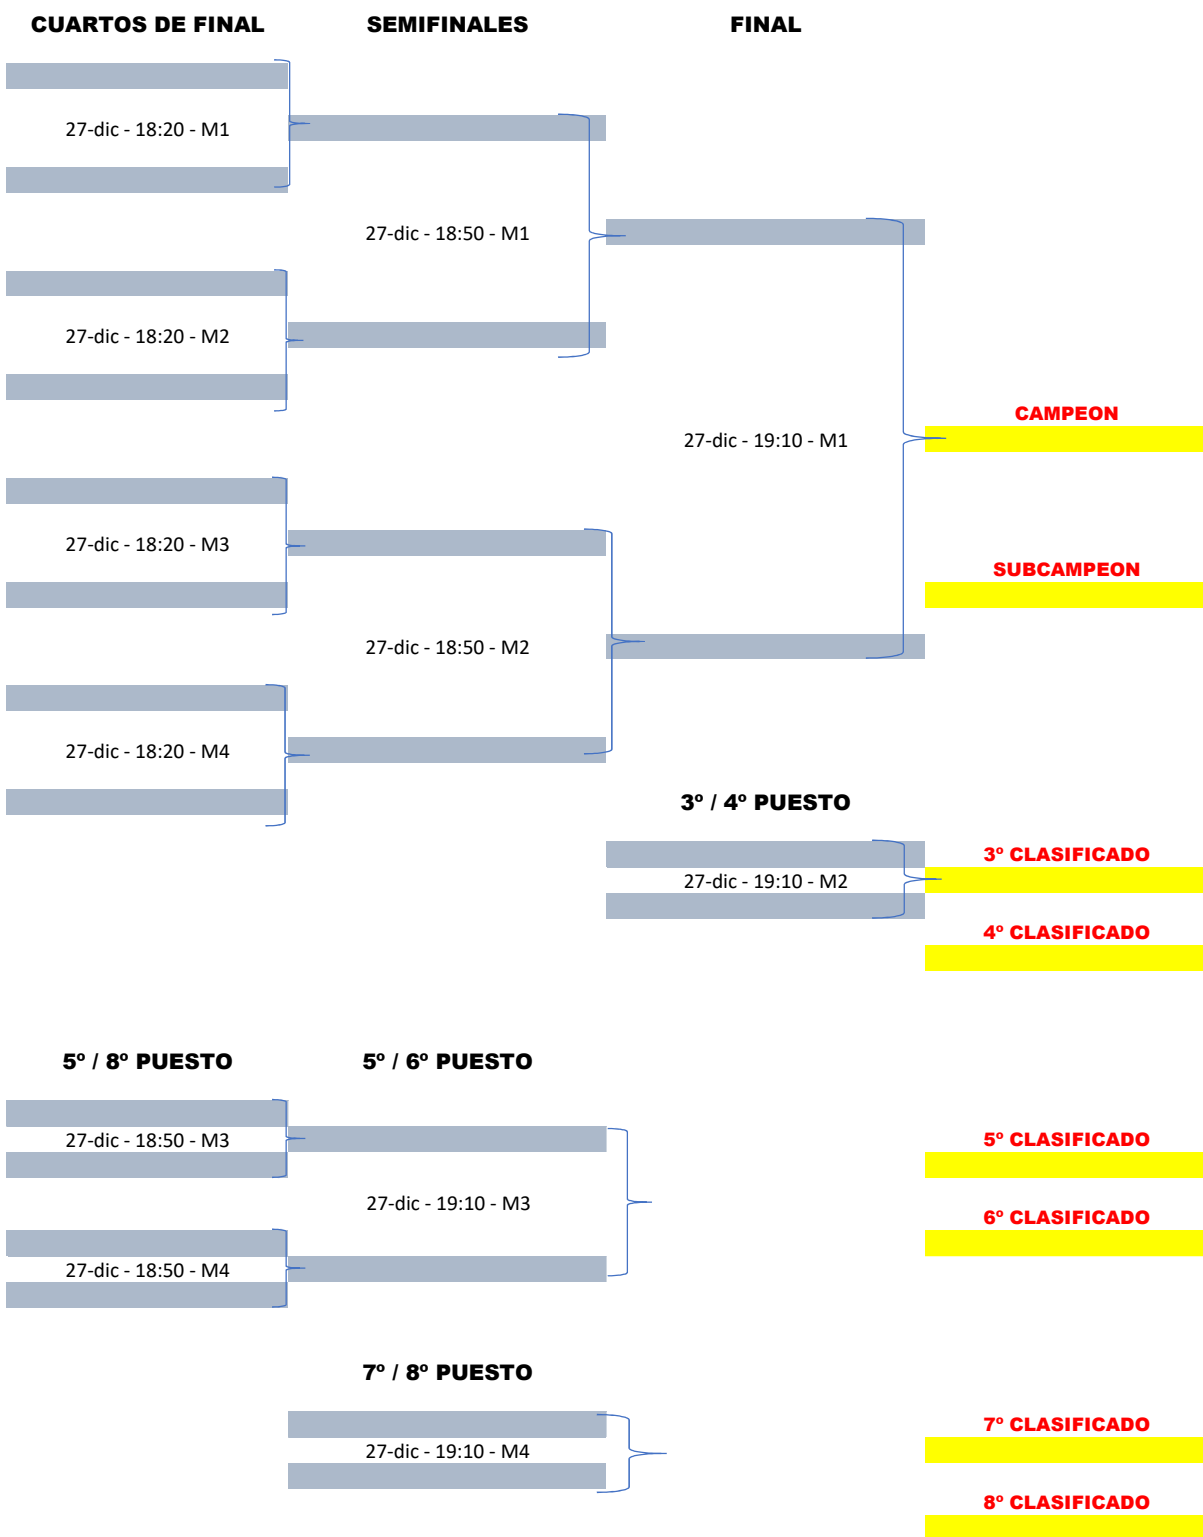 CUARTOS DE FINAL
SEMIFINALES
FINAL
27-dic - 18:20 - M1
27-dic - 18:50 - M1
27-dic - 18:20 - M2
CAMPEON
27-dic - 19:10 - M1
27-dic - 18:20 - M3
SUBCAMPEON
27-dic - 18:50 - M2
27-dic - 18:20 - M4
3º / 4º PUESTO
3º CLASIFICADO
27-dic - 19:10 - M2
4º CLASIFICADO
5º / 8º PUESTO
5º / 6º PUESTO
27-dic - 18:50 - M3
5º CLASIFICADO
27-dic - 19:10 - M3
6º CLASIFICADO
27-dic - 18:50 - M4
7º / 8º PUESTO
7º CLASIFICADO
27-dic - 19:10 - M4
8º CLASIFICADO